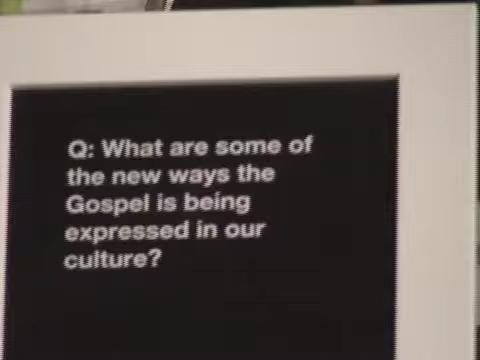 Q: What are some of
the new ways the
Gospel is being
expressed in our
culture?